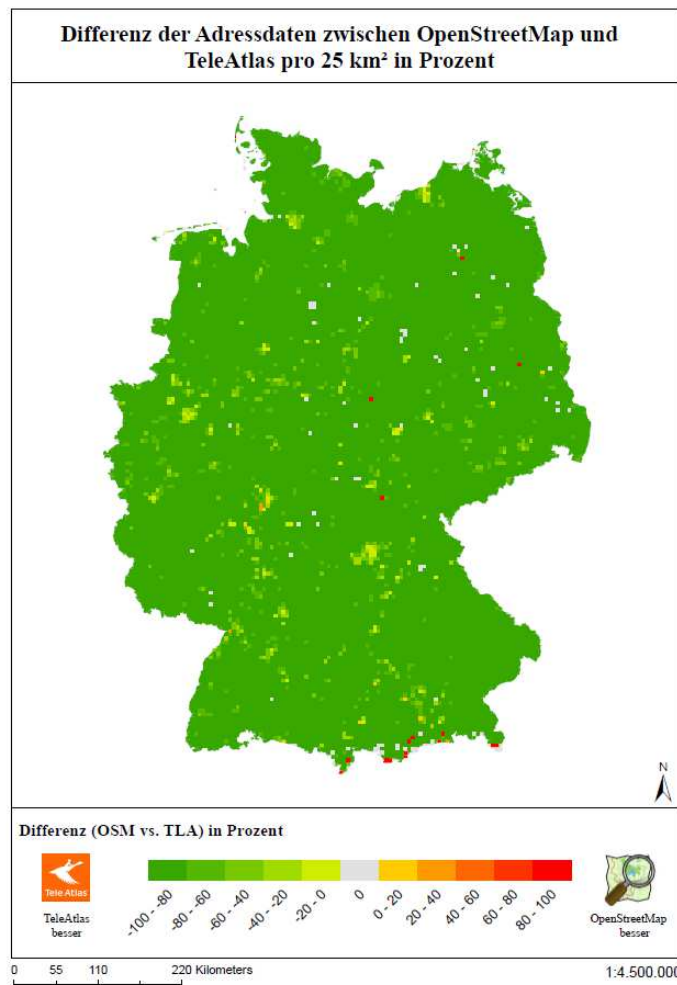 Differenz der Adressdaten zwischen OpenStreetMap und
TeleAtlas pro 25 km² in Prozent
N
Differenz (OSM vs. TLA) in Prozent
Tele Atlas
TeleAtlas
besser
-100 - -80
-80 - -60
-60 - -40
-40 - -20
-20 - 0
0
0 - 20
20 - 40
40 - 60
60 - 80
80 - 100
OpenStreetMap
besser
0 55 110 220 Kilometers
1:4.500.000